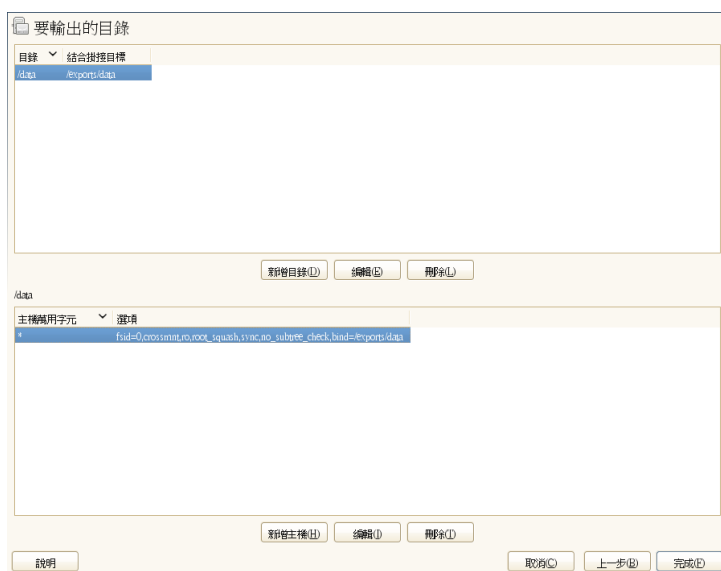 要輸出的目錄
目錄 結合掛接目標
/data /exports/data
新增目錄(D) 編輯(E) 刪除(L)
/data
主機萬用字元 選項
* fsid=0,crossmnt,ro,root_squash,sync,no_subtree_check,bind=/exports/data
新增主機(H) 編輯(I) 刪除(T)
說明 取消(C) 上一步(B) 完成(F)